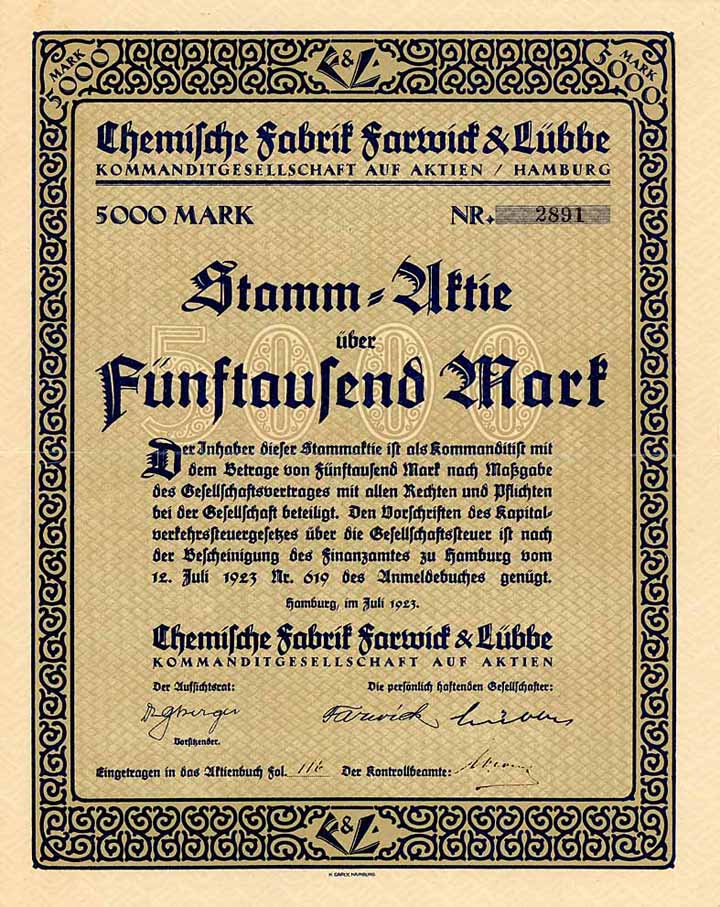 5000 MARK
F & L
5000 MARK
Chemische Fabrik Farwick & Lübbe
KOMMANDITGESELLSCHAFT AUF AKTIEN / HAMBURG
5000 MARK NR. 2891
Stamm-Aktie
über
5000
Fünftausend Mark
Der Inhaber dieser Stammaktie ist als Kommanditist mit
dem Betrage von Fünftausend Mark nach Maßgabe
des Gesellschaftsvertrages mit allen Rechten und Pflichten
bei der Gesellschaft beteiligt. Den Vorschriften des Kapital-
verkehrssteuergesetzes über die Gesellschaftssteuer ist nach
der Bescheinigung des Finanzamtes zu Hamburg vom
12. Juli 1923 Nr. 619 des Anmeldebuches genügt.
Hamburg, im Juli 1923.
Chemische Fabrik Farwick & Lübbe
KOMMANDITGESELLSCHAFT AUF AKTIEN
Der Aufsichtsrat: Die persönlich haftenden Gesellschafter:
Farwick
Vorsitzender.
Eingetragen in das Aktienbuch Fol. 116 Der Kontrollbeamte:
F & L